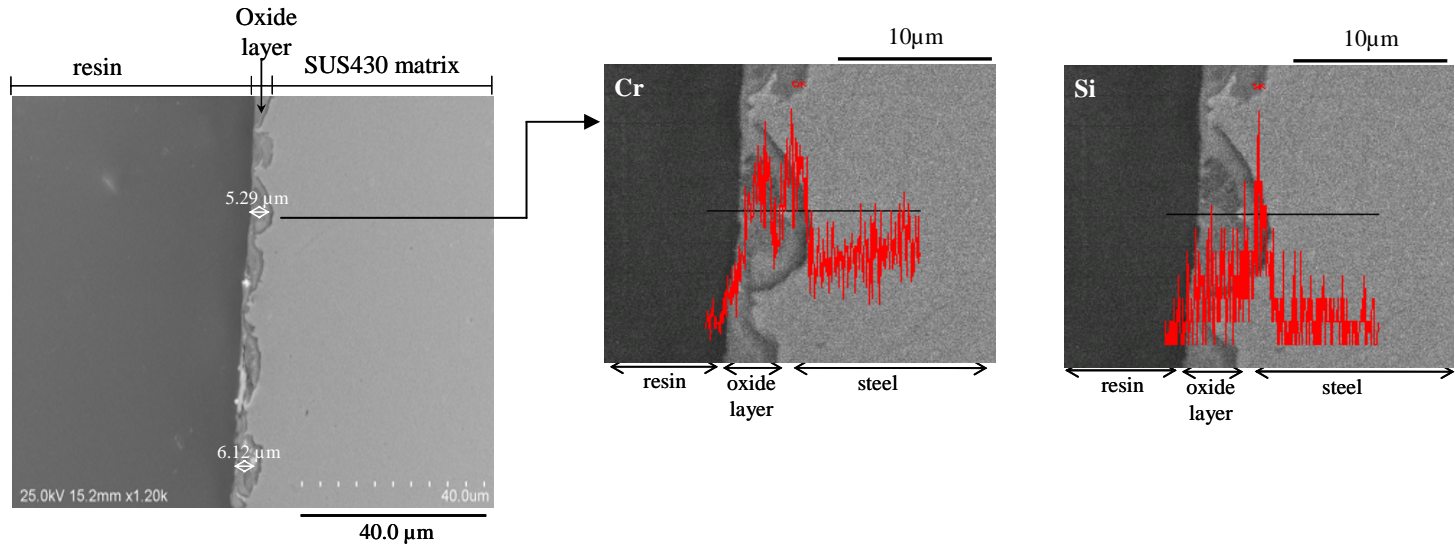 Oxide
layer
resin
SUS430 matrix
5.29 µm
6.12 µm
25.0kV 15.2mm x1.20k
40.0um
40.0 µm
10µm
Cr
resin
oxide
layer
steel
10µm
Si
resin
oxide
layer
steel